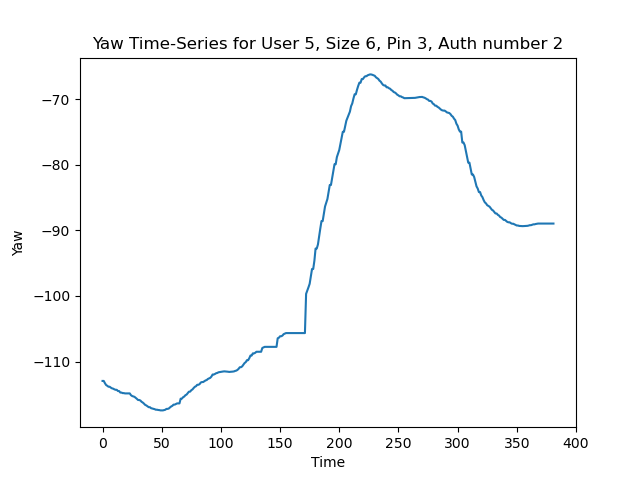 Yaw Time-Series for User 5, Size 6, Pin 3, Auth number 2
−70
−80
−90
−100
−110
Yaw
0 50 100 150 200 250 300 350 400
Time